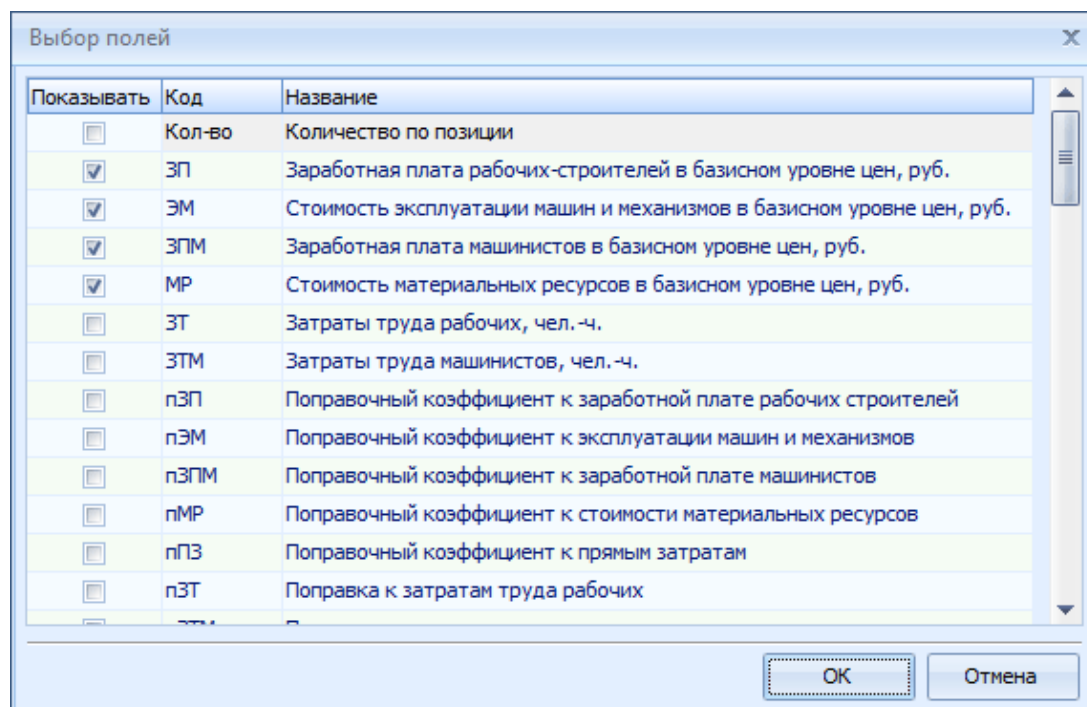 Выбор полей
Показывать Код Название
Кол-во Количество по позиции
ЗП Заработная плата рабочих-строителей в базисном уровне цен, руб.
ЭМ Стоимость эксплуатации машин и механизмов в базисном уровне цен, руб.
ЗПМ Заработная плата машинистов в базисном уровне цен, руб.
МР Стоимость материальных ресурсов в базисном уровне цен, руб.
ЗТ Затраты труда рабочих, чел.-ч.
ЗТМ Затраты труда машинистов, чел.-ч.
пЗП Поправочный коэффициент к заработной плате рабочих строителей
пЭМ Поправочный коэффициент к эксплуатации машин и механизмов
пЗПМ Поправочный коэффициент к заработной плате машинистов
пМР Поправочный коэффициент к стоимости материальных ресурсов
пПЗ Поправочный коэффициент к прямым затратам
пЗТ Поправка к затратам труда рабочих
ОК Отмена